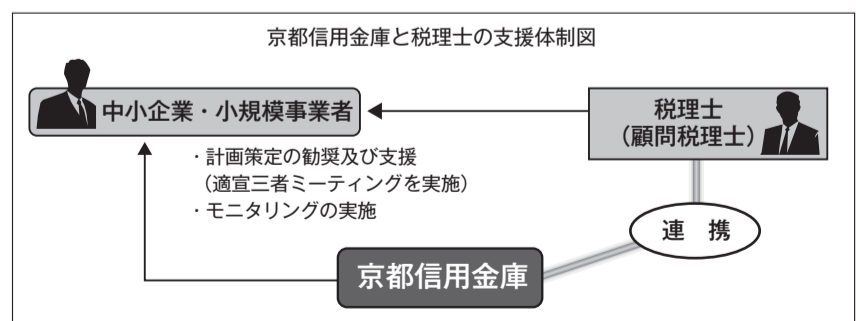 京都信用金庫と税理士の支援体制図
中小企業・小規模事業者
税理士
（顧問税理士）
・計画策定の勧奨及び支援
（適宣三者ミーティングを実施）
・モニタリングの実施
連　携
京都信用金庫